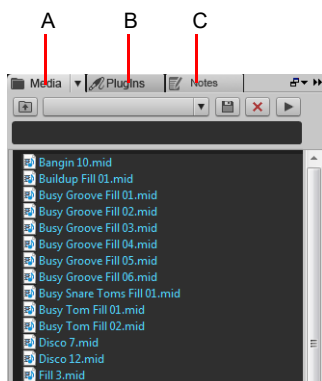 A B C
Media Plugins Notes
Bangin 10.mid
Buildup Fill 01.mid
Busy Groove Fill 01.mid
Busy Groove Fill 02.mid
Busy Groove Fill 03.mid
Busy Groove Fill 04.mid
Busy Groove Fill 05.mid
Busy Groove Fill 06.mid
Busy Snare Toms Fill 01.mid
Busy Tom Fill 01.mid
Busy Tom Fill 02.mid
Disco 7.mid
Disco 12.mid
Fill 3.mid